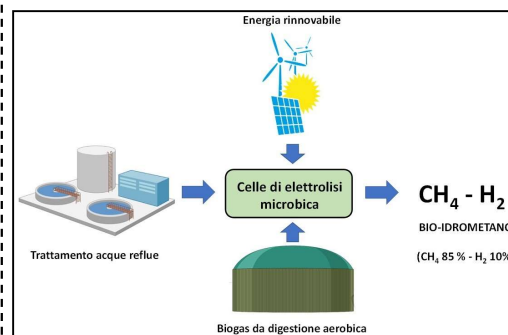 Energia rinnovabile
Celle di elettrolisi
microbica
CH₄ - H₂
BIO-IDROMETANO
Trattamento acque reflue
(CH₄ 85 % - H₂ 10%
Biogas da digestione aerobica